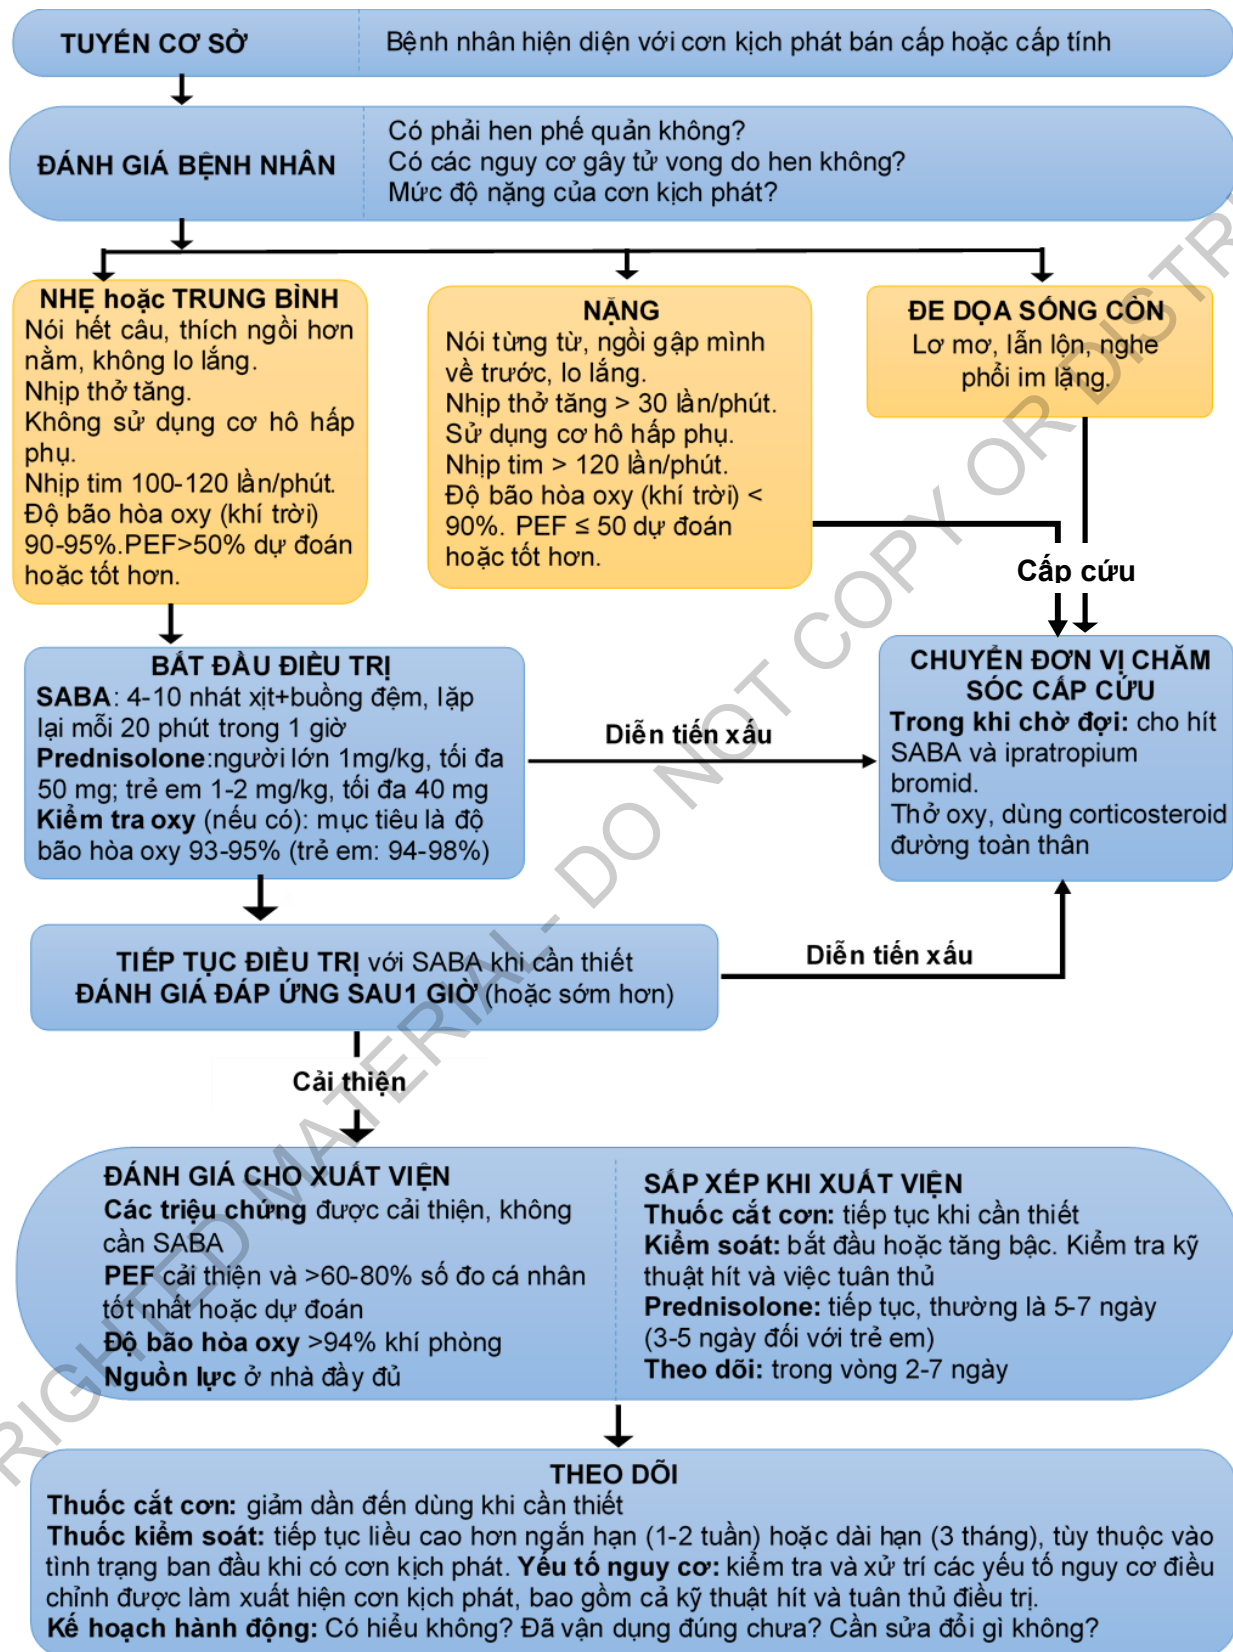 TUYẾN CƠ SỞ
Bệnh nhân hiện diện với cơn kịch phát bán cấp hoặc cấp tính
ĐÁNH GIÁ BỆNH NHÂN
Có phải hen phế quản không?
Có các nguy cơ gây tử vong do hen không?
Mức độ nặng của cơn kịch phát?
NHẸ hoặc TRUNG BÌNH
Nói hết câu, thích ngồi hơn
nằm, không lo lắng.
Nhịp thở tăng.
Không sử dụng cơ hô hấp
phụ.
Nhịp tim 100-120 lần/phút.
Độ bão hòa oxy (khí trời)
90-95%.PEF>50% dự đoán
hoặc tốt hơn.
NẶNG
Nói từng từ, ngồi gập mình
về trước, lo lắng.
Nhịp thở tăng > 30 lần/phút.
Sử dụng cơ hô hấp phụ.
Nhịp tim > 120 lần/phút.
Độ bão hòa oxy (khí trời) <
90%. PEF ≤ 50 dự đoán
hoặc tốt hơn.
ĐE DỌA SỐNG CÒN
Lơ mơ, lẫn lộn, nghe
phổi im lặng.
Cấp cứu
BẮT ĐẦU ĐIỀU TRỊ
SABA: 4-10 nhát xịt+buồng đệm, lặp
lại mỗi 20 phút trong 1 giờ
Prednisolone:người lớn 1mg/kg, tối đa
50 mg; trẻ em 1-2 mg/kg, tối đa 40 mg
Kiểm tra oxy (nếu có): mục tiêu là độ
bão hòa oxy 93-95% (trẻ em: 94-98%)
Diễn tiến xấu
CHUYỂN ĐƠN VỊ CHĂM
SÓC CẤP CỨU
Trong khi chờ đợi: cho hít
SABA và ipratropium
bromid.
Thở oxy, dùng corticosteroid
đường toàn thân
TIẾP TỤC ĐIỀU TRỊ với SABA khi cần thiết
ĐÁNH GIÁ ĐÁP ỨNG SAU1 GIỜ (hoặc sớm hơn)
Diễn tiến xấu
Cải thiện
ĐÁNH GIÁ CHO XUẤT VIỆN
Các triệu chứng được cải thiện, không
cần SABA
PEF cải thiện và >60-80% số đo cá nhân
tốt nhất hoặc dự đoán
Độ bão hòa oxy >94% khí phòng
Nguồn lực ở nhà đầy đủ
SẮP XẾP KHI XUẤT VIỆN
Thuốc cắt cơn: tiếp tục khi cần thiết
Kiểm soát: bắt đầu hoặc tăng bậc. Kiểm tra kỹ
thuật hít và việc tuân thủ
Prednisolone: tiếp tục, thường là 5-7 ngày
(3-5 ngày đối với trẻ em)
Theo dõi: trong vòng 2-7 ngày
THEO DÕI
Thuốc cắt cơn: giảm dần đến dùng khi cần thiết
Thuốc kiểm soát: tiếp tục liều cao hơn ngắn hạn (1-2 tuần) hoặc dài hạn (3 tháng), tùy thuộc vào
tình trạng ban đầu khi có cơn kịch phát. Yếu tố nguy cơ: kiểm tra và xử trí các yếu tố nguy cơ điều
chỉnh được làm xuất hiện cơn kịch phát, bao gồm cả kỹ thuật hít và tuân thủ điều trị.
Kế hoạch hành động: Có hiểu không? Đã vận dụng đúng chưa? Cần sửa đổi gì không?
RIGHTED MATERIAL- DO NOT COPY OR DISTR